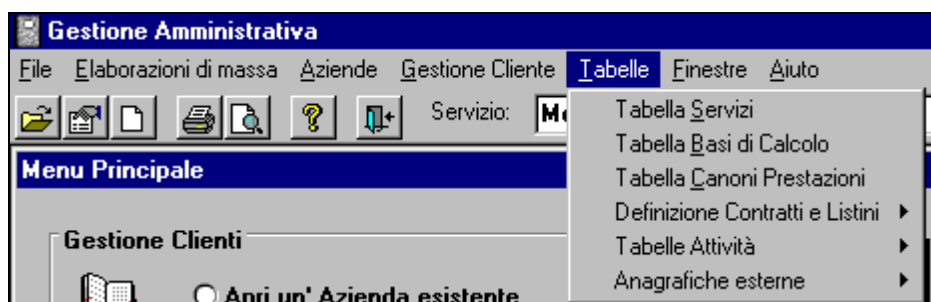 Gestione Amministrativa
File Elaborazioni di massa Aziende Gestione Cliente Tabelle Finestre Aiuto
Servizio:
Tabella Servizi
Tabella Basi di Calcolo
Tabella Canoni Prestazioni
Definizione Contratti e Listini
Tabelle Attività
Anagrafiche esterne
Menu Principale
Gestione Clienti
Apri un' Azienda esistente